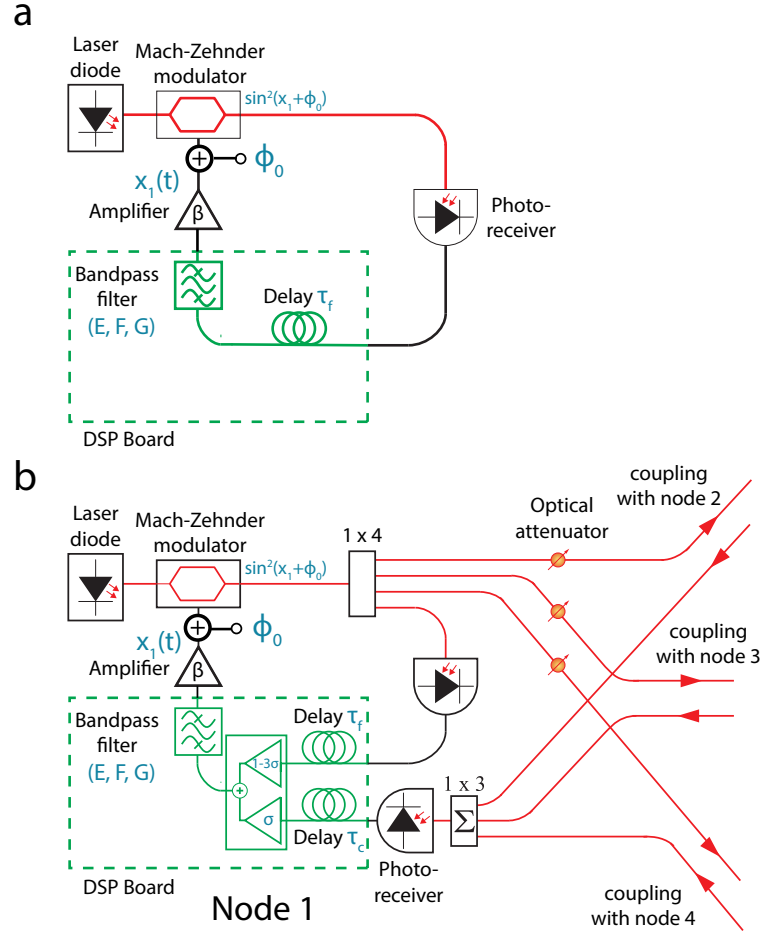 a
Laser
diode
Mach-Zehnder
modulator
sin²(x₁+ϕ₀)
ϕ₀
x₁(t)
Amplifier
β
Photo-
receiver
Bandpass
filter
(E, F, G)
Delay τf
DSP Board
b
Laser
diode
Mach-Zehnder
modulator
sin²(x₁+ϕ₀)
1 x 4
Optical
attenuator
coupling
with node 2
ϕ₀
x₁(t)
Amplifier
β
coupling
with node 3
Bandpass
filter
(E, F, G)
Delay τf
1-3σ
σ
Delay τc
1 x 3
Σ
Photo-
receiver
DSP Board
Node 1
coupling
with node 4